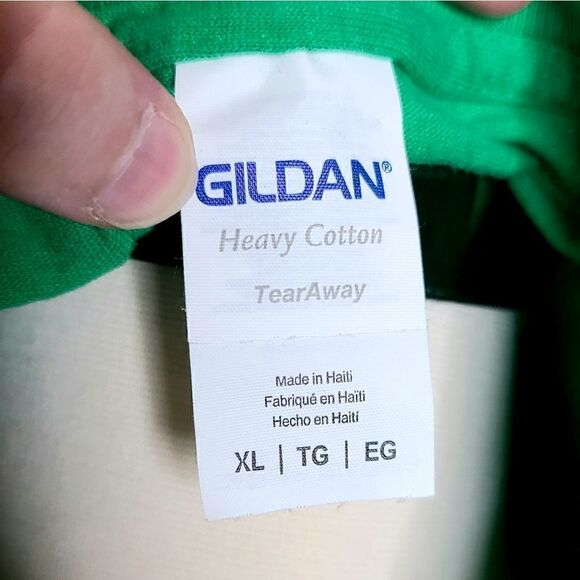 GILDAN®
Heavy Cotton
TearAway
Made in Haiti
Fabriqué en Haïti
Hecho en Haití
XL | TG | EG